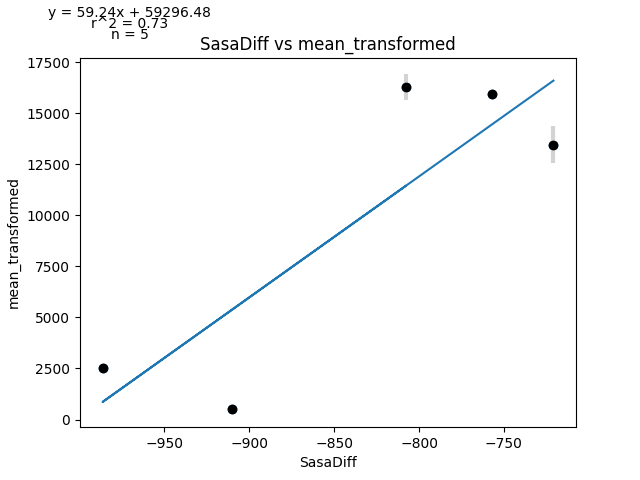 y = 59.24x + 59296.48
r^2 = 0.73
n = 5
SasaDiff vs mean_transformed
17500
15000
12500
10000
7500
5000
2500
0
mean_transformed
−950
−900
−850
−800
−750
SasaDiff